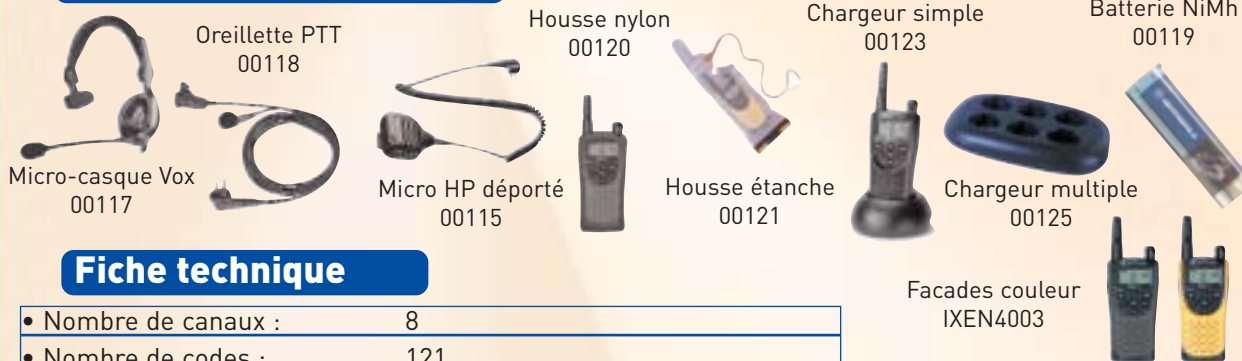 Oreillette PTT
00118
Housse nylon
00120
Chargeur simple
00123
Batterie NiMh
00119
Micro-casque Vox
00117
Micro HP déporté
00115
Housse étanche
00121
Chargeur multiple
00125
Fiche technique
Facades couleur
IXEN4003
• Nombre de canaux : 8
• Nombre de codes : 121